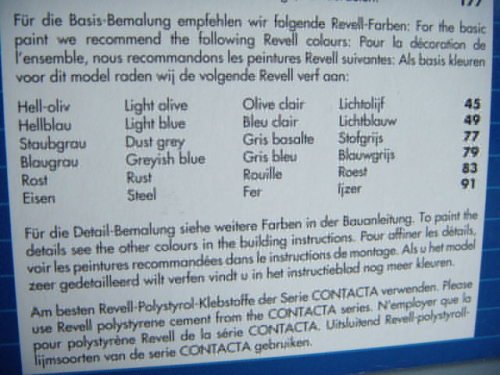 177
Für die Basis-Bemalung empfehlen wir folgende Revell-Farben: For the basic
paint we recommend the following Revell colours: Pour la décoration de
l'ensemble, nous recommandons les peintures Revell suivantes: Als basis kleuren
voor dit model raden wij de volgende Revell verf aan:
Hell-oliv Light olive Olive clair Lichtolijf 45
Hellblau Light blue Bleu clair Lichtblauw 49
Staubgrau Dust grey Gris basalte Stofgrijs 77
Blaugrau Greyish blue Gris bleu Blauwgrijs 79
Rost Rust Rouille Roest 83
Eisen Steel Fer Ijzer 91
Für die Detail-Bemalung siehe weitere Farben in der Bauanleitung. To paint the
details see the other colours in the building instructions. Pour affiner les détails,
voir les peintures recommandées dans le instructions de montage. Als u het model
zeer gedetailleerd wilt verfen vindt u in het instructieblad nog meer kleuren.
Am besten Revell-Polystyrol-Klebstoffe der Serie CONTACTA verwenden. Please
use Revell polystyrene cement from the CONTACTA series. N'employer que la
pour polystyrène Revell de la série CONTACTA. Uitsluitend Revell-polystyroll-
lijmsoorten van de serie CONTACTA gebruiken.